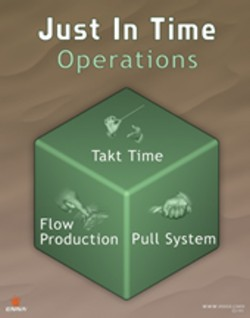 Just In Time
Operations
Takt Time
Flow
Production
Pull System